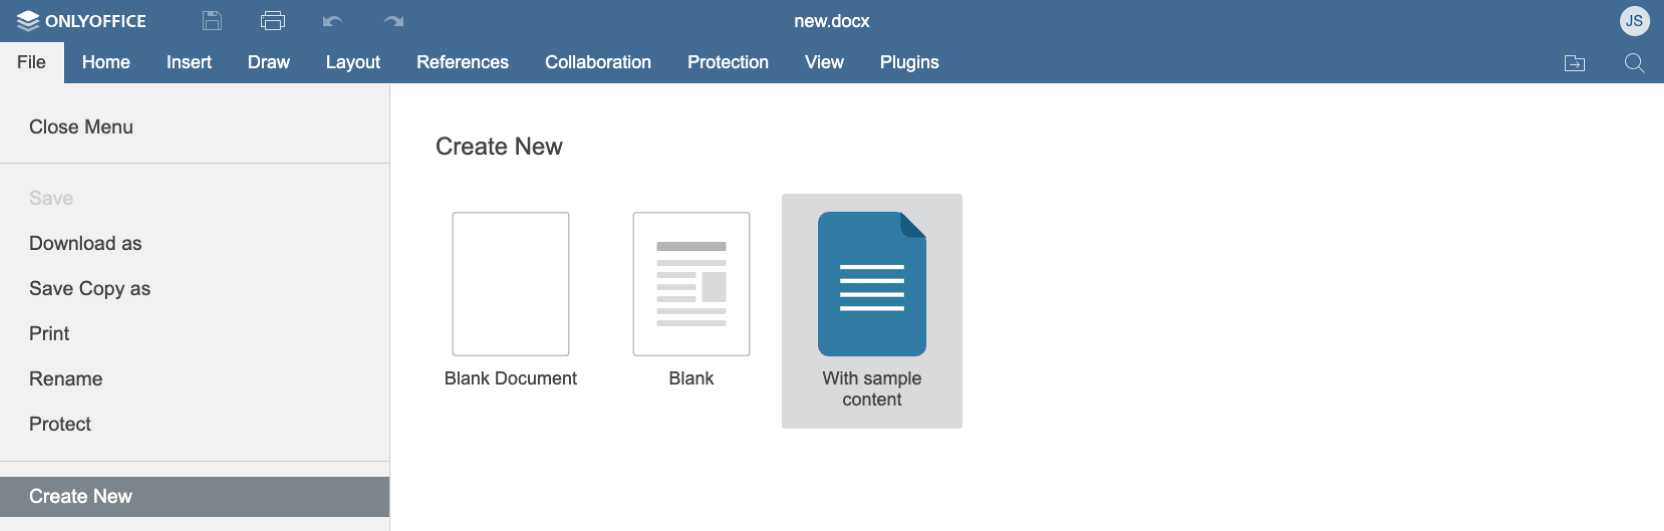 ONLYOFFICE
new.docx
JS
File Home Insert Draw Layout References Collaboration Protection View Plugins
Close Menu
Save
Download as
Save Copy as
Print
Rename
Protect
Create New
Create New
Blank Document
Blank
With sample
content